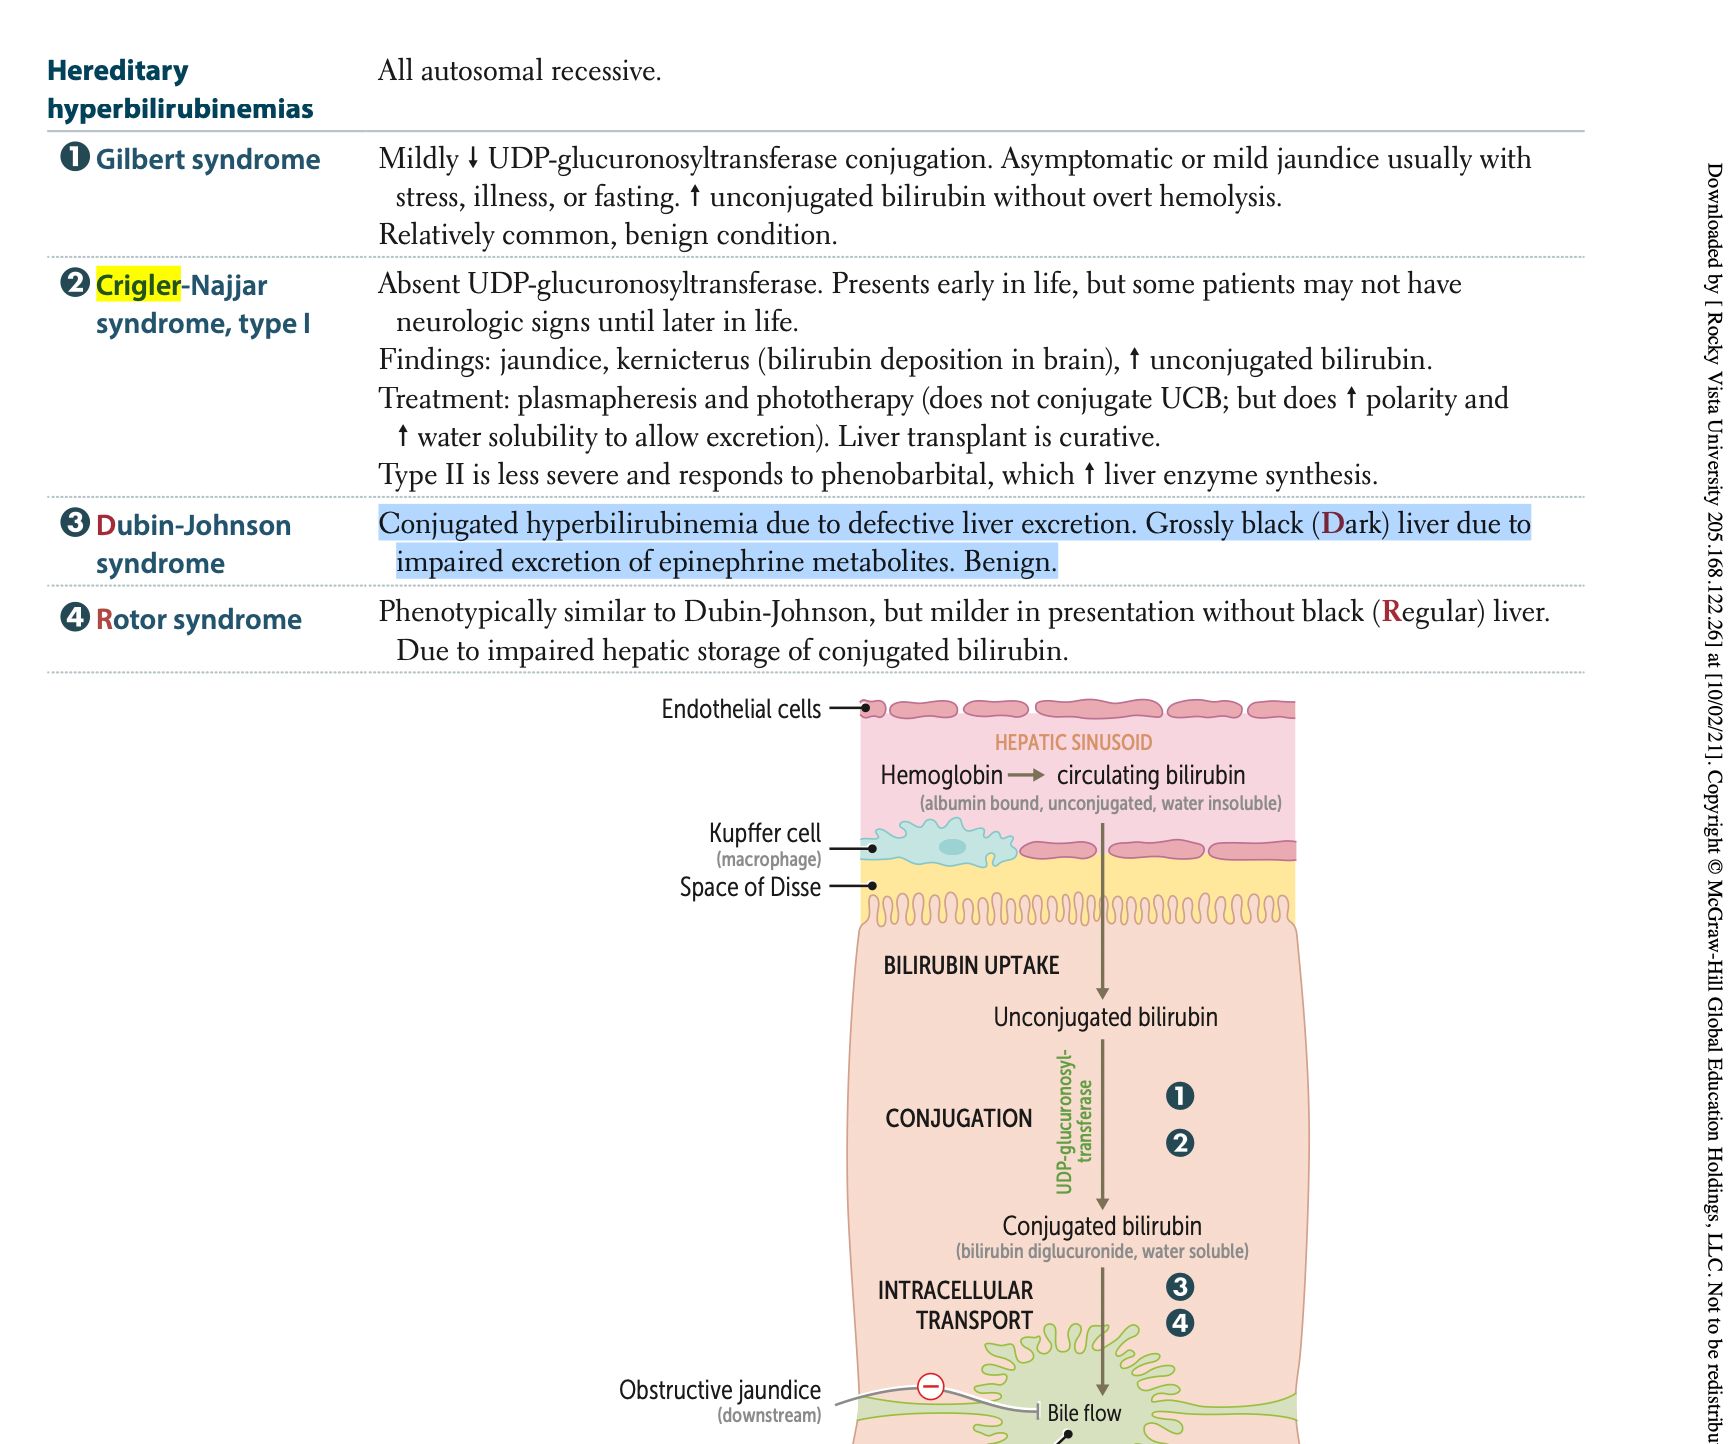 Hereditary
hyperbilirubinemias
All autosomal recessive.
1 Gilbert syndrome
Mildly ↓ UDP-glucuronosyltransferase conjugation. Asymptomatic or mild jaundice usually with
stress, illness, or fasting. ↑ unconjugated bilirubin without overt hemolysis.
Relatively common, benign condition.
2 Crigler-Najjar
syndrome, type I
Absent UDP-glucuronosyltransferase. Presents early in life, but some patients may not have
neurologic signs until later in life.
Findings: jaundice, kernicterus (bilirubin deposition in brain), ↑ unconjugated bilirubin.
Treatment: plasmapheresis and phototherapy (does not conjugate UCB; but does ↑ polarity and
↑ water solubility to allow excretion). Liver transplant is curative.
Type II is less severe and responds to phenobarbital, which ↑ liver enzyme synthesis.
3 Dubin-Johnson
syndrome
Conjugated hyperbilirubinemia due to defective liver excretion. Grossly black (Dark) liver due to
impaired excretion of epinephrine metabolites. Benign.
4 Rotor syndrome
Phenotypically similar to Dubin-Johnson, but milder in presentation without black (Regular) liver.
Due to impaired hepatic storage of conjugated bilirubin.
Endothelial cells
HEPATIC SINUSOID
Hemoglobin → circulating bilirubin
(albumin bound, unconjugated, water insoluble)
Kupffer cell
(macrophage)
Space of Disse
BILIRUBIN UPTAKE
Unconjugated bilirubin
UDP-glucuronosyl-
transferase
CONJUGATION
1
2
Conjugated bilirubin
(bilirubin diglucuronide, water soluble)
INTRACELLULAR
TRANSPORT
3
4
Obstructive jaundice
(downstream)
−
Bile flow
Downloaded by [ Rocky Vista University 205.168.122.26] at [10/02/21]. Copyright © McGraw-Hill Global Education Holdings, LLC. Not to be redistribu